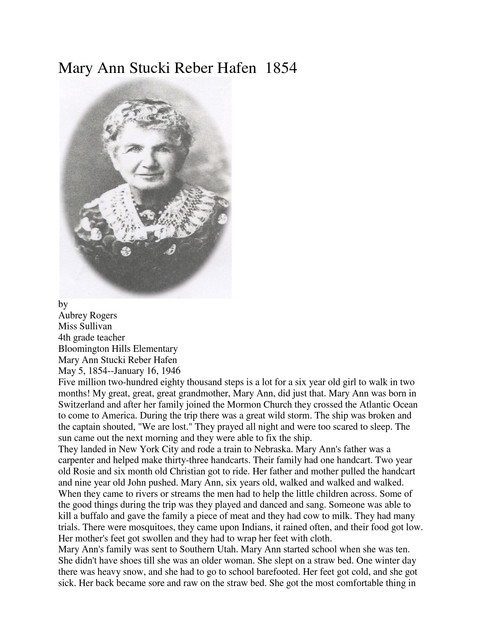 Mary Ann Stucki Reber Hafen  1854
by
Aubrey Rogers
Miss Sullivan
4th grade teacher
Bloomington Hills Elementary
Mary Ann Stucki Reber Hafen
May 5, 1854--January 16, 1946
Five million two-hundred eighty thousand steps is a lot for a six year old girl to walk in two
months! My great, great, great grandmother, Mary Ann, did just that. Mary Ann was born in
Switzerland and after her family joined the Mormon Church they crossed the Atlantic Ocean
to come to America. During the trip there was a great wild storm. The ship was broken and
the captain shouted, "We are lost." They prayed all night and were too scared to sleep. The
sun came out the next morning and they were able to fix the ship.
They landed in New York City and rode a train to Nebraska. Mary Ann's father was a
carpenter and helped make thirty-three handcarts. Their family had one handcart. Two year
old Rosie and six month old Christian got to ride. Her father and mother pulled the handcart
and nine year old John pushed. Mary Ann, six years old, walked and walked and walked.
When they came to rivers or streams the men had to help the little children across. Some of
the good things during the trip was they played and danced and sang. Someone was able to
kill a buffalo and gave the family a piece of meat and they had cow to milk. They had many
trials. There were mosquitoes, they came upon Indians, it rained often, and their food got low.
Her mother's feet got swollen and they had to wrap her feet with cloth.
Mary Ann's family was sent to Southern Utah. Mary Ann started school when she was ten.
She didn't have shoes till she was an older woman. She slept on a straw bed. One winter day
there was heavy snow, and she had to go to school barefooted. Her feet got cold, and she got
sick. Her back became sore and raw on the straw bed. She got the most comfortable thing in